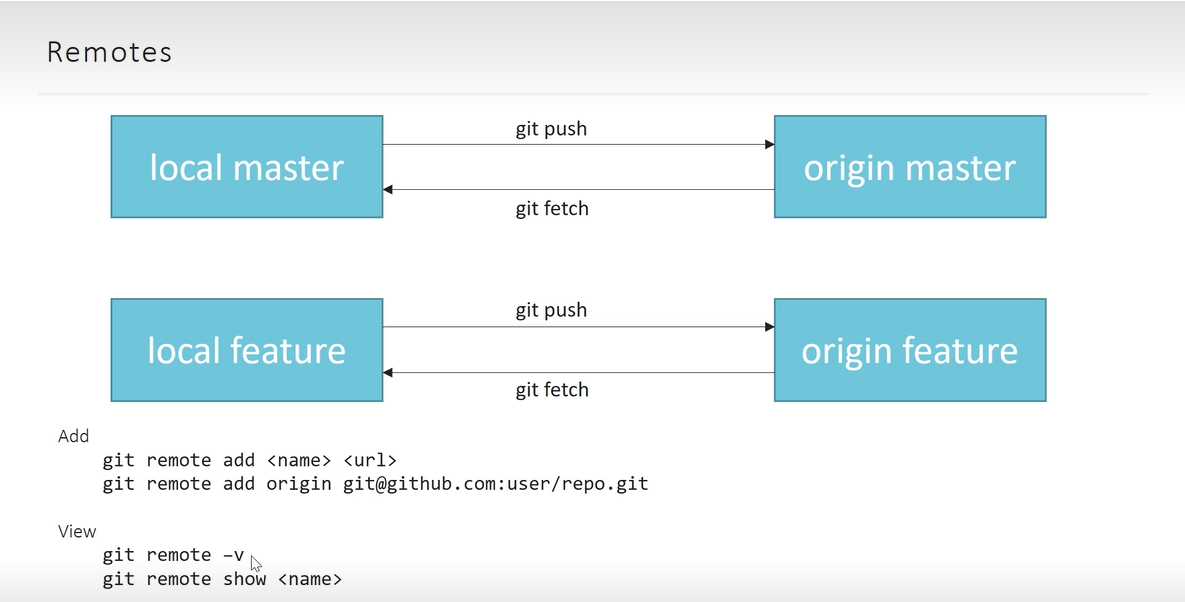 Remotes
git push
local master
origin master
git fetch
git push
local feature
origin feature
git fetch
Add
git remote add <name> <url>
git remote add origin git@github.com:user/repo.git
View
git remote –v
git remote show <name>